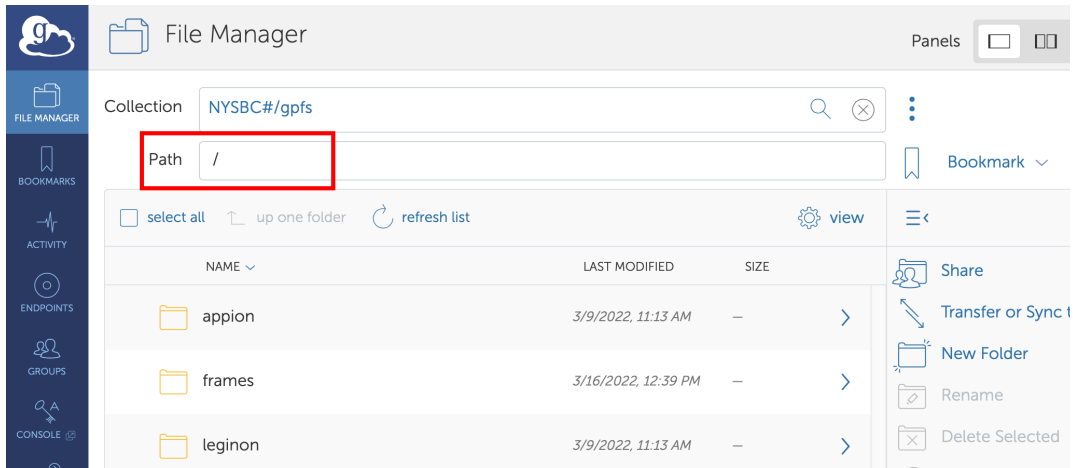 g
File Manager
Panels
FILE MANAGER
Collection NYSBC#/gpfs
Path /
Bookmark
BOOKMARKS
select all up one folder refresh list view
ACTIVITY
NAME LAST MODIFIED SIZE
Share
ENDPOINTS
appion 3/9/2022, 11:13 AM —
Transfer or Sync t
New Folder
GROUPS
frames 3/16/2022, 12:39 PM —
Rename
CONSOLE
leginon 3/9/2022, 11:13 AM —
Delete Selected